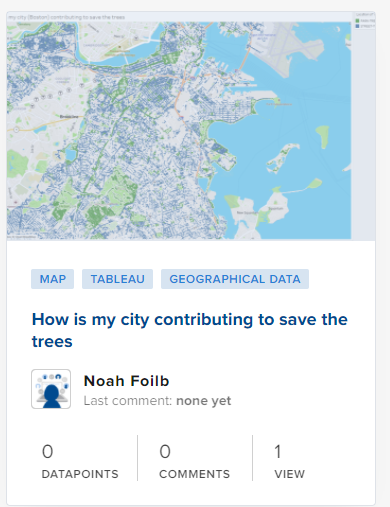 my city (Boston) contributing to save the trees
MAP
TABLEAU
GEOGRAPHICAL DATA
How is my city contributing to save the
trees
Noah Foilb
Last comment: none yet
0
0
1
DATAPOINTS
COMMENTS
VIEW